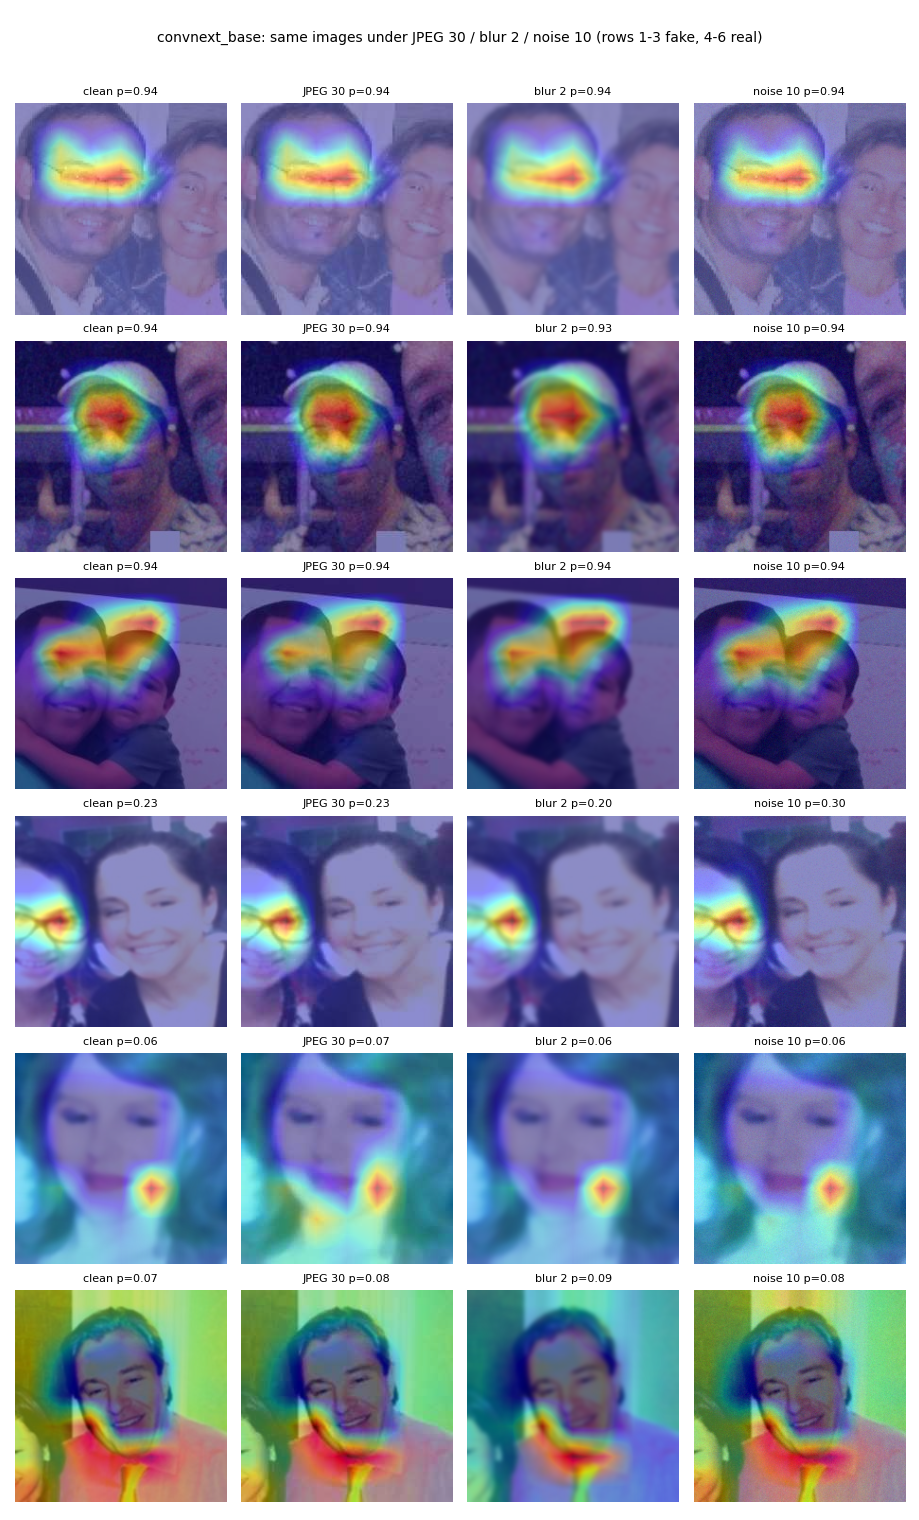 convnext_base: same images under JPEG 30 / blur 2 / noise 10 (rows 1-3 fake, 4-6 real)
clean p=0.94 JPEG 30 p=0.94 blur 2 p=0.94 noise 10 p=0.94
clean p=0.94 JPEG 30 p=0.94 blur 2 p=0.93 noise 10 p=0.94
clean p=0.94 JPEG 30 p=0.94 blur 2 p=0.94 noise 10 p=0.94
clean p=0.23 JPEG 30 p=0.23 blur 2 p=0.20 noise 10 p=0.30
clean p=0.06 JPEG 30 p=0.07 blur 2 p=0.06 noise 10 p=0.06
clean p=0.07 JPEG 30 p=0.08 blur 2 p=0.09 noise 10 p=0.08